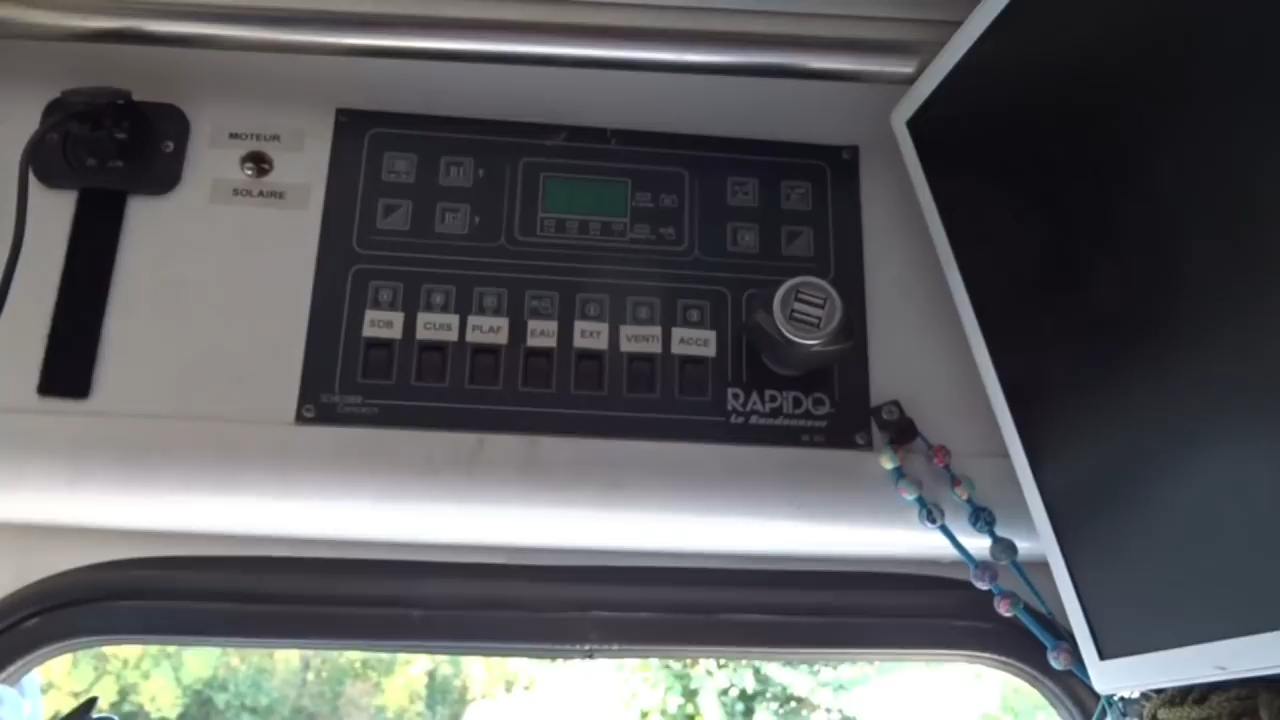 MOTEUR
SOLAIRE
SDB
CUIS
PLAF
EAU
EXT
VENTI
ACCE
RAPiDO
Le Randonneur